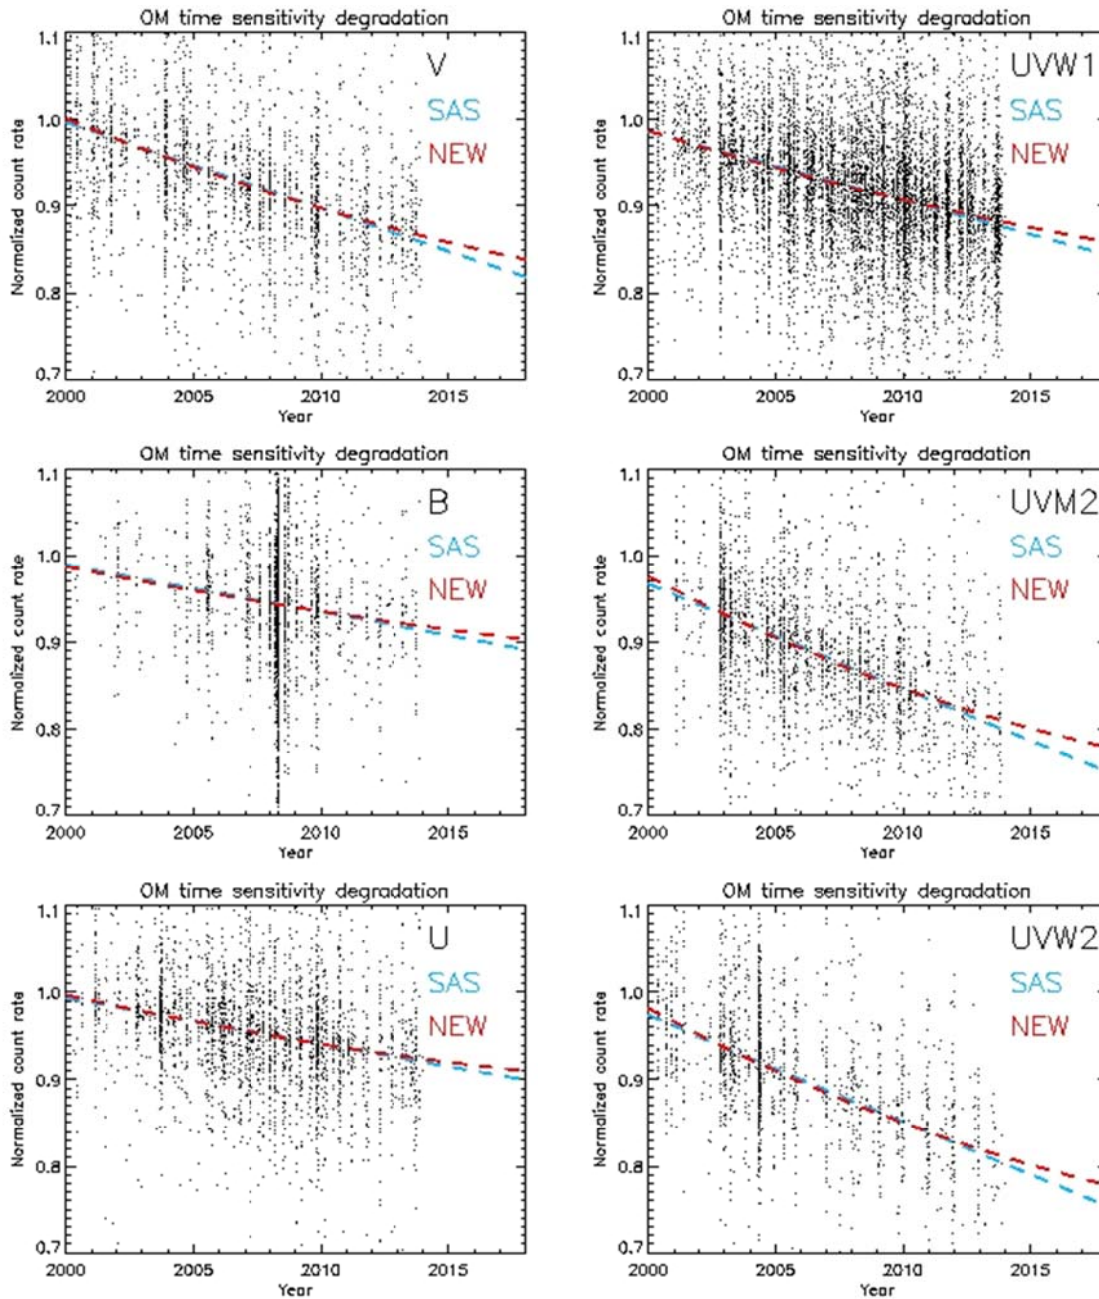 OM time sensitivity degradation
1.1
1.0
0.9
0.8
0.7
Normalized count rate
V
SAS
NEW
2000 2005 2010 2015
Year
OM time sensitivity degradation
1.1
1.0
0.9
0.8
0.7
Normalized count rate
UVW1
SAS
NEW
2000 2005 2010 2015
Year
OM time sensitivity degradation
1.1
1.0
0.9
0.8
0.7
Normalized count rate
B
SAS
NEW
2000 2005 2010 2015
Year
OM time sensitivity degradation
1.1
1.0
0.9
0.8
0.7
Normalized count rate
UVM2
SAS
NEW
2000 2005 2010 2015
Year
OM time sensitivity degradation
1.1
1.0
0.9
0.8
0.7
Normalized count rate
U
SAS
NEW
2000 2005 2010 2015
Year
OM time sensitivity degradation
1.1
1.0
0.9
0.8
0.7
Normalized count rate
UVW2
SAS
NEW
2000 2005 2010 2015
Year